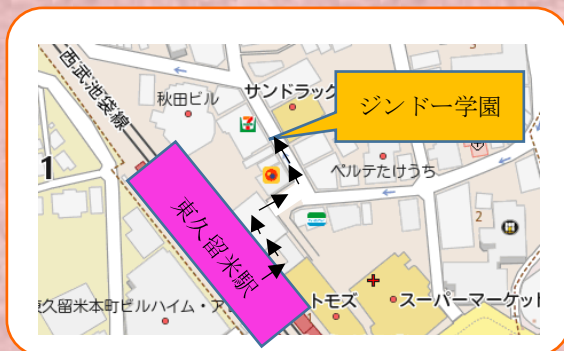 西武池袋線
秋田ビル
サンドラッグ
ジンドー学園
1
ベルテたけうち
東久留米駅
2
久留米本町ビルハイム・ア
トモズ
スーパーマーケット